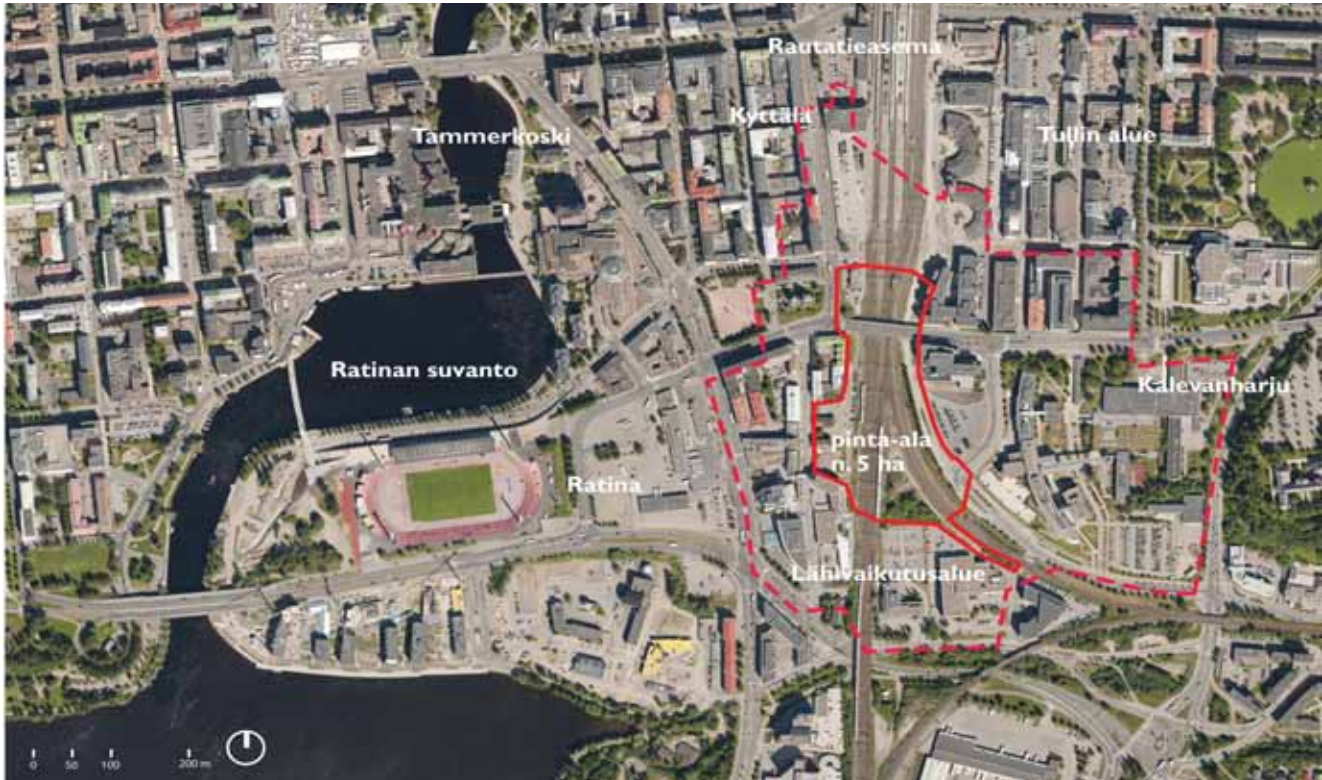 Rautatieasema
Kyttälä
Tammerkoski
Tullin alue
Ratinan suvanto
Kalevanharju
pinta-ala
n. 5 ha
Ratina
Lähivaikutusalue
0 50 100 200 m